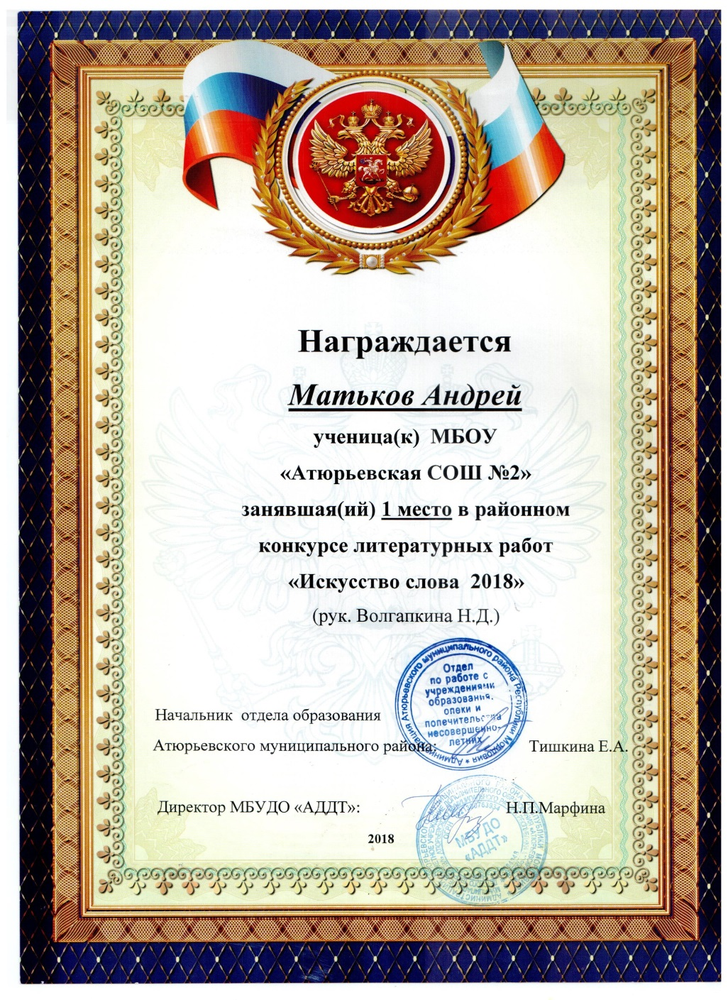 Награждается
Матьков Андрей
ученица(к) МБОУ
«Атюрьевская СОШ №2»
занявшая(ий) 1 место в районном
конкурсе литературных работ
«Искусство слова 2018»
(рук. Волгапкина Н.Д.)
Администрация Атюрьевского муниципального района Республики Мордовия *
Отдел
по работе с
учреждениями
образования,
опеки и
попечительства
несовершенно-
летних
Начальник отдела образования
Атюрьевского муниципального района: Тишкина Е.А.
Директор МБУДО «АДДТ»: Н.П.Марфина
МБУДО
«АДДТ»
2018